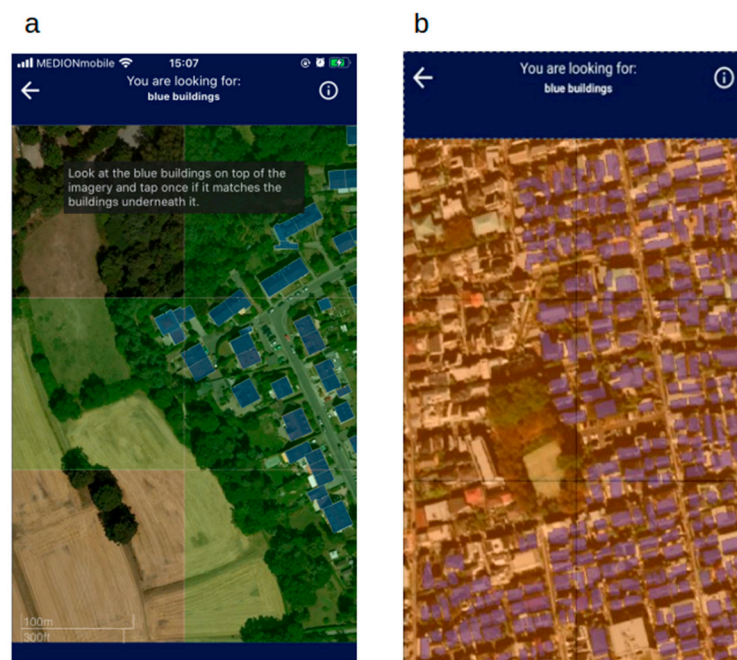 a
b
MEDIONmobile 15:07
You are looking for:
blue buildings
You are looking for:
blue buildings
Look at the blue buildings on top of the
imagery and tap once if it matches the
buildings underneath it.
100m
300ft